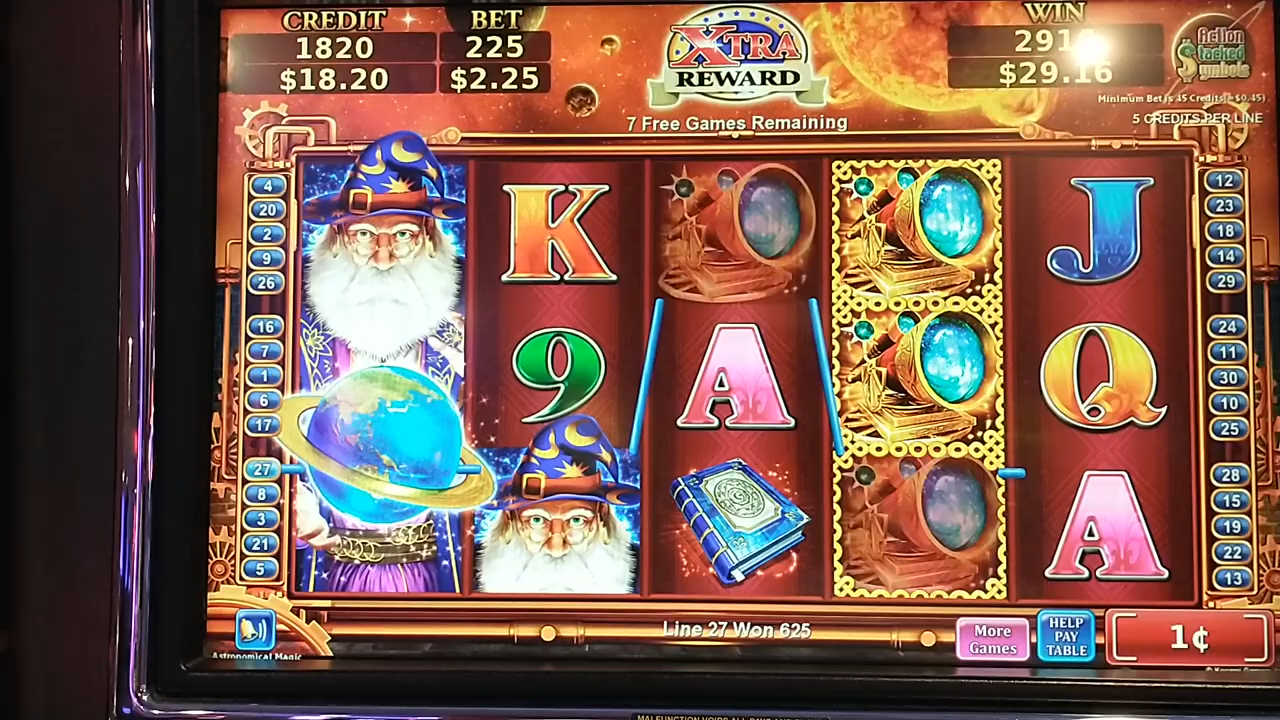 CREDIT
1820
$18.20
BET
225
$2.25
XTRA
REWARD
WIN
$29.16
Action
Stacked
Symbols
Minimum Bet is 45 Credits (=$0.45)
5 CREDITS PER LINE
7 Free Games Remaining
4
20
2
9
26
16
7
1
6
17
27
8
3
21
5
K
J
9
A
Q
A
12
23
18
14
29
24
11
30
10
25
28
15
19
22
13
Line 27 Won 625
Astronomical Magic
More
Games
HELP
PAY
TABLE
1¢